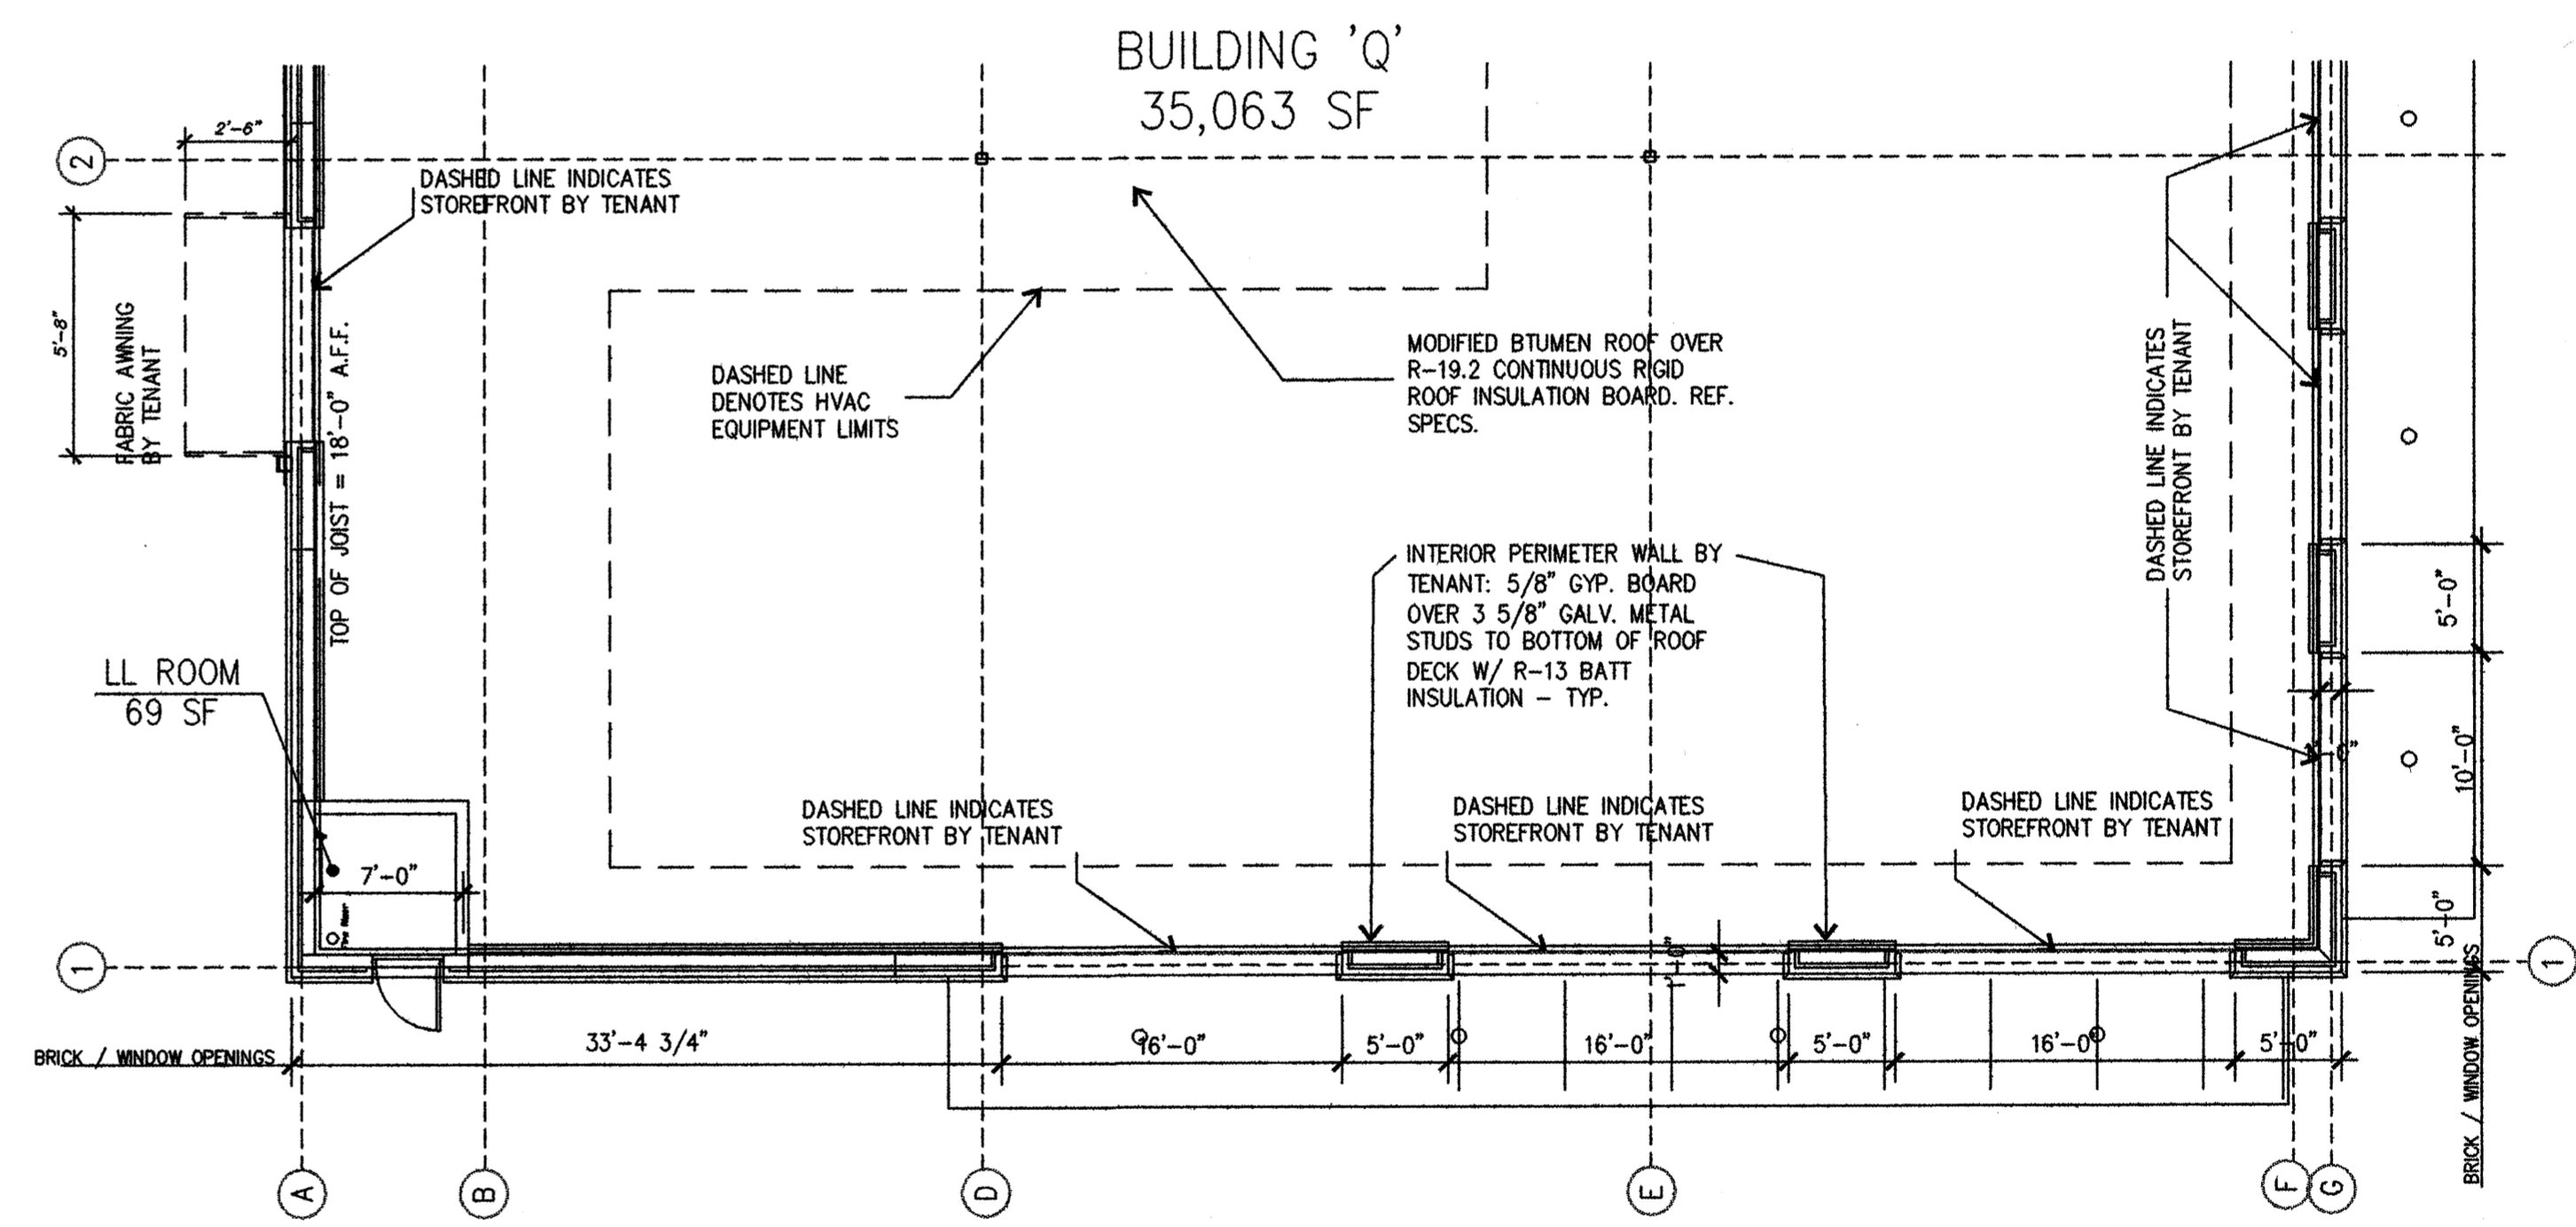 BUILDING 'Q'
35,063 SF
2'-6"
2
DASHED LINE INDICATES
STOREFRONT BY TENANT
5'-8"
FABRIC AWNING
BY TENANT
TOP OF JOIST = 18'-0" A.F.F.
DASHED LINE
DENOTES HVAC
EQUIPMENT LIMITS
MODIFIED BTUMEN ROOF OVER
R-19.2 CONTINUOUS RIGID
ROOF INSULATION BOARD. REF.
SPECS.
DASHED LINE INDICATES
STOREFRONT BY TENANT
INTERIOR PERIMETER WALL BY
TENANT: 5/8" GYP. BOARD
OVER 3 5/8" GALV. METAL
STUDS TO BOTTOM OF ROOF
DECK W/ R-13 BATT
INSULATION - TYP.
5'-0"
10'-0"
5'-0"
LL ROOM
69 SF
7'-0"
DASHED LINE INDICATES
STOREFRONT BY TENANT
DASHED LINE INDICATES
STOREFRONT BY TENANT
DASHED LINE INDICATES
STOREFRONT BY TENANT
1
1'-0"
1
BRICK / WINDOW OPENINGS
33'-4 3/4"
16'-0"
5'-0"
16'-0"
5'-0"
16'-0"
5'-0"
BRICK / WINDOW OPENINGS
A
B
D
E
F
G